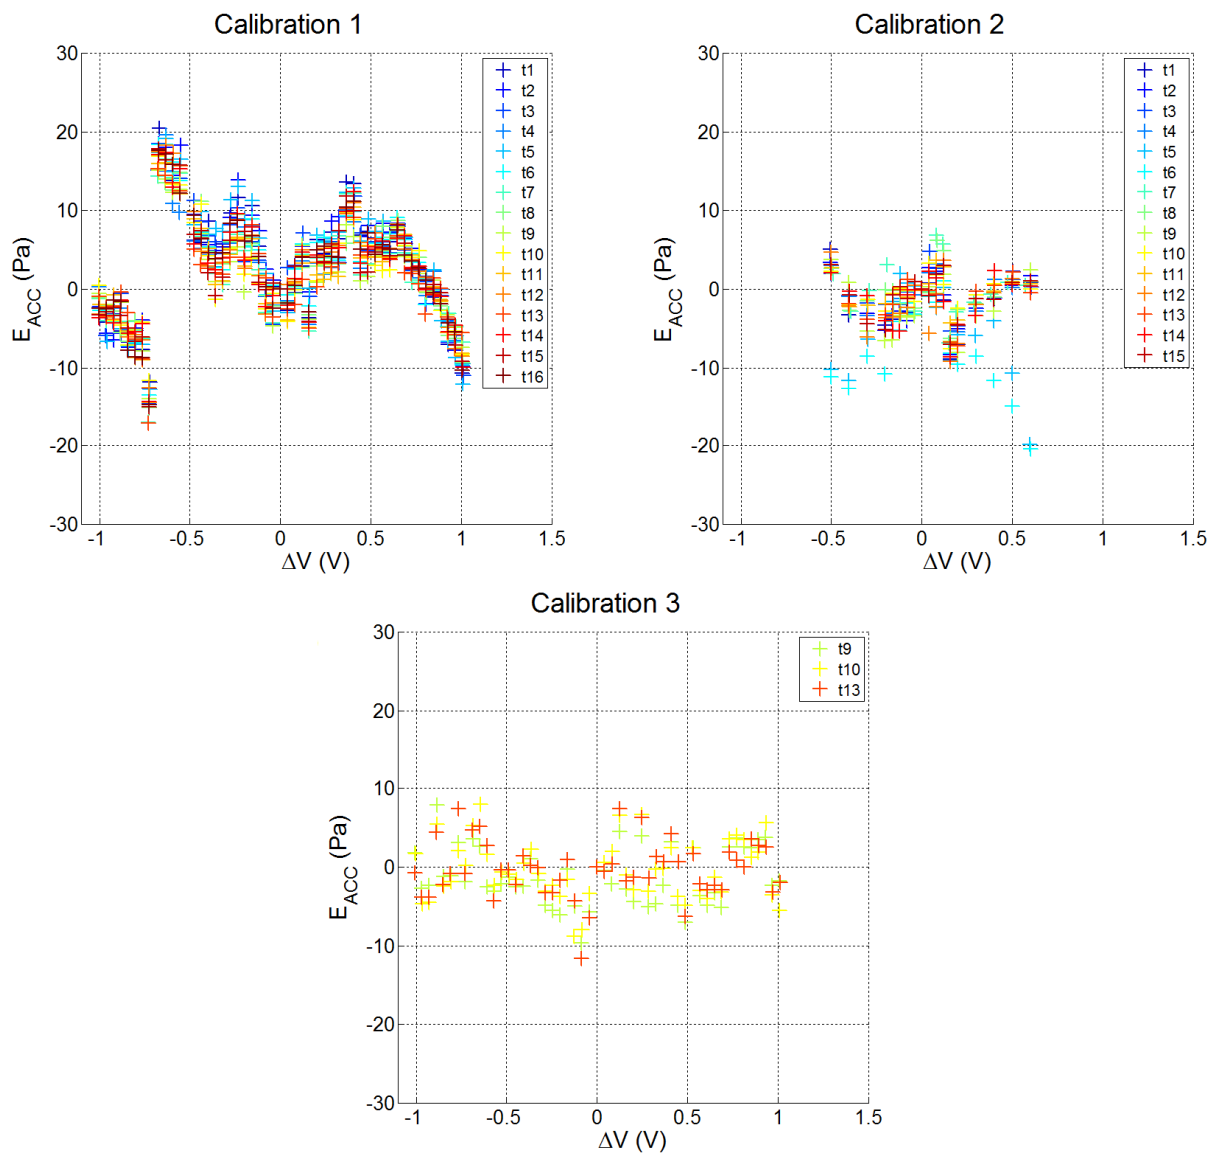 Calibration 1
30
20
10
0
-10
-20
-30
E_ACC (Pa)
-1 -0.5 0 0.5 1 1.5
ΔV (V)
t1
t2
t3
t4
t5
t6
t7
t8
t9
t10
t11
t12
t13
t14
t15
t16
Calibration 2
30
20
10
0
-10
-20
-30
E_ACC (Pa)
-1 -0.5 0 0.5 1 1.5
ΔV (V)
t1
t2
t3
t4
t5
t6
t7
t8
t9
t10
t11
t12
t13
t14
t15
Calibration 3
30
20
10
0
-10
-20
-30
E_ACC (Pa)
-1 -0.5 0 0.5 1 1.5
ΔV (V)
t9
t10
t13